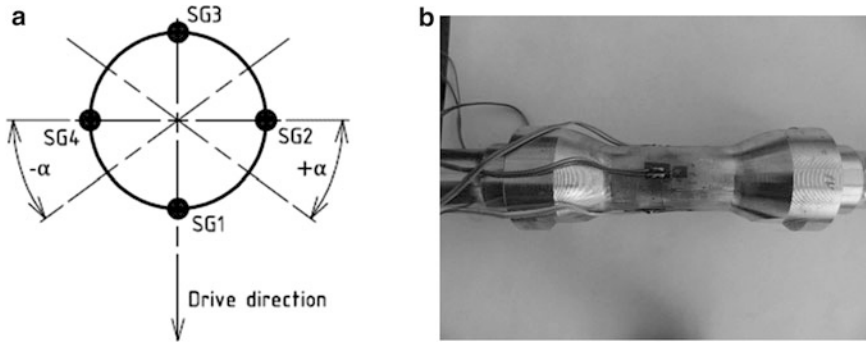 a
b
SG3
SG4
SG2
-α
+α
SG1
Drive direction